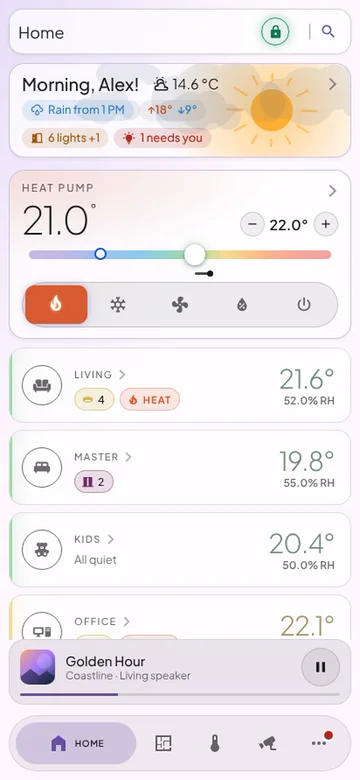 Home
Morning, Alex! 14.6 °C
Rain from 1 PM ↑18° ↓9°
6 lights +1 1 needs you
HEAT PUMP
21.0°
− 22.0° +
LIVING
4 HEAT
21.6°
52.0% RH
MASTER
2
19.8°
55.0% RH
KIDS
All quiet
20.4°
50.0% RH
OFFICE
22.1°
Golden Hour
Coastline · Living speaker
HOME